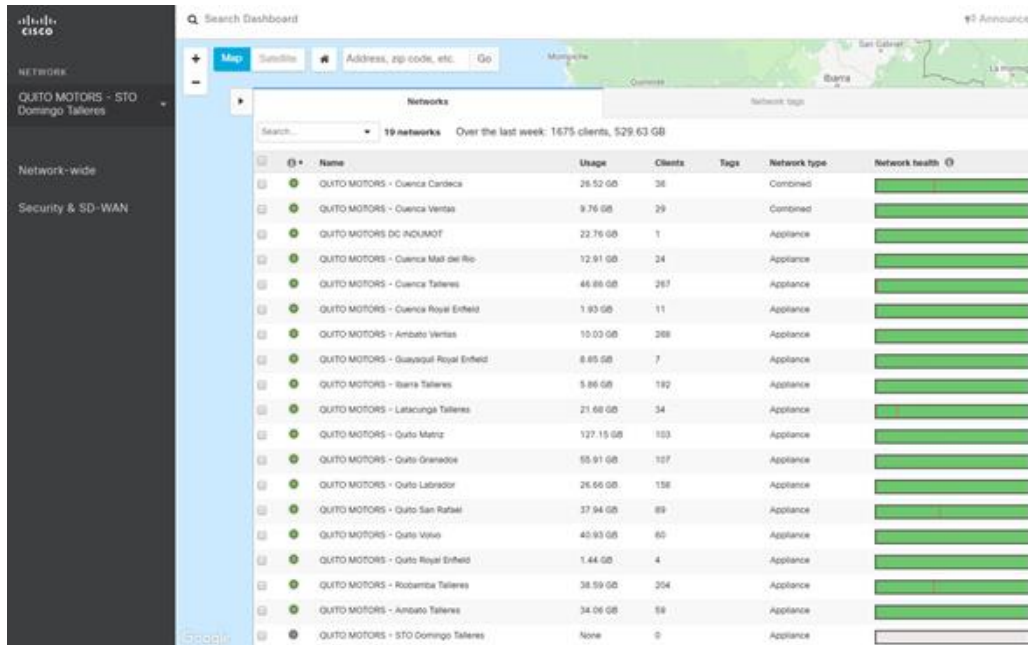 cisco
Search Dashboard
Announce
NETWORK
QUITO MOTORS - STO
Domingo Talleres
Network-wide
Security & SD-WAN
+ Map Satellite Address, zip code, etc. Go
-
San Gabriel
Ibarra
Networks Network tags
Search... 19 networks Over the last week: 1675 clients, 529.63 GB
Name Usage Clients Tags Network type Network health
QUITO MOTORS - Cuenca Cardeca 26.52 GB Combined
QUITO MOTORS - Cuenca Ventas 9.76 GB 29 Combined
QUITO MOTORS DC INDUMOT 22.76 GB 1 Appliance
QUITO MOTORS - Cuenca Mall del Rio 12.91 GB 24 Appliance
QUITO MOTORS - Cuenca Talleres 46.86 GB 267 Appliance
QUITO MOTORS - Cuenca Royal Enfield 1.93 GB 11 Appliance
QUITO MOTORS - Ambato Ventas 10.03 GB Appliance
QUITO MOTORS - Guayaquil Royal Enfield 8.65 GB 7 Appliance
QUITO MOTORS - Ibarra Talleres 5.86 GB 192 Appliance
QUITO MOTORS - Latacunga Talleres 21.68 GB 34 Appliance
QUITO MOTORS - Quito Matriz 127.15 GB 103 Appliance
QUITO MOTORS - Quito Granados 55.91 GB 107 Appliance
QUITO MOTORS - Quito Labrador 26.66 GB 158 Appliance
QUITO MOTORS - Quito San Rafael 37.94 GB 89 Appliance
QUITO MOTORS - Quito Volvo 40.93 GB 60 Appliance
QUITO MOTORS - Quito Royal Enfield 1.44 GB 4 Appliance
QUITO MOTORS - Riobamba Talleres 38.59 GB 204 Appliance
QUITO MOTORS - Ambato Talleres 34.06 GB 59 Appliance
QUITO MOTORS - STO Domingo Talleres None 0 Appliance
Google